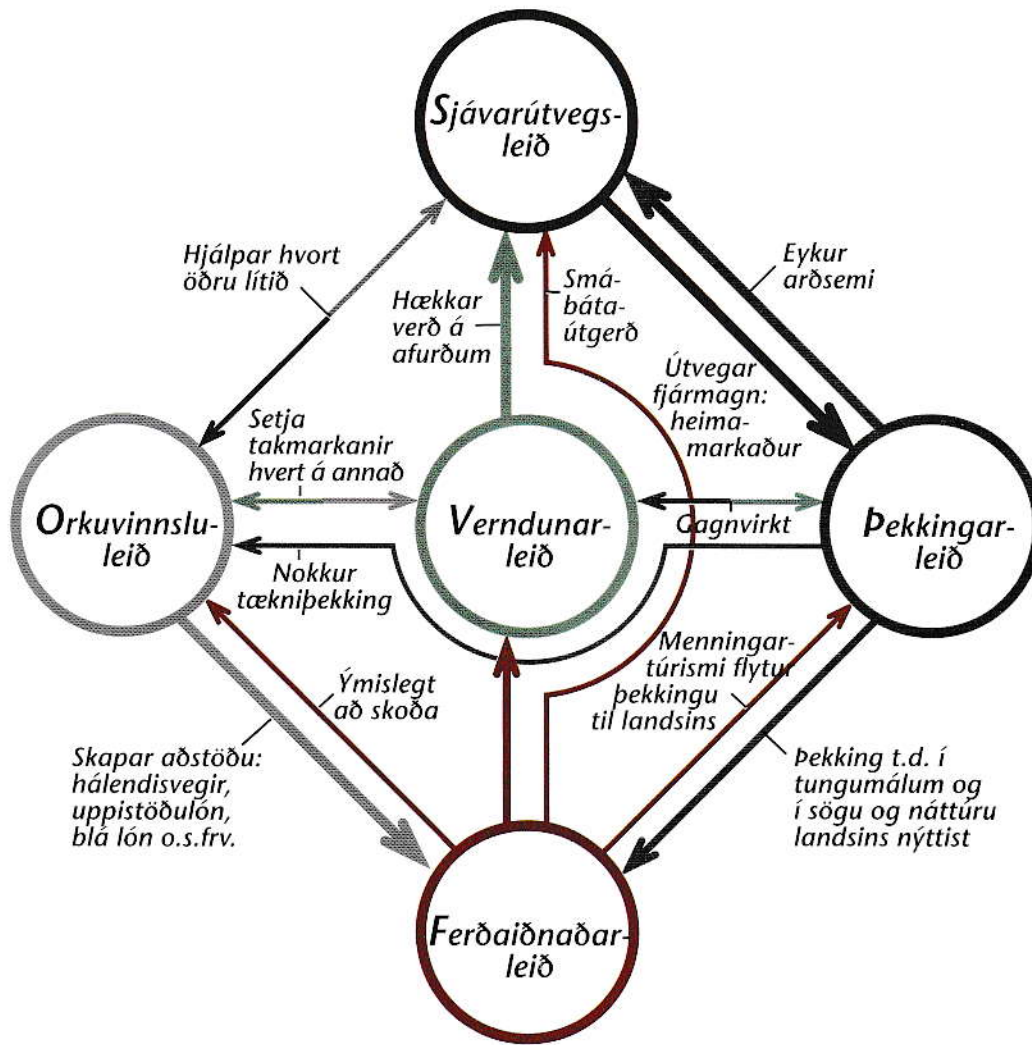 Sjávarútvegs-
leið
Hjálpar hvort
öðru lítið
Hækkar
verð á
afurðum
Smá-
báta-
útgerð
Eykur
arðsemi
Útvegar
fjármagn:
heima-
markaður
Setja
takmarkanir
hvert á annað
Orkuvinnslu-
leið
Verndunar-
leið
Gagnvirkt
Þekkingar-
leið
Nokkur
tækniþekking
Ýmislegt
að skoða
Menningar-
túrismi flytur
þekkingu
til landsins
Skapar aðstöðu:
hálendisvegir,
uppistöðulón,
blá lón o.s.frv.
Þekking t.d. í
tungumálum og
í sögu og náttúru
landsins nýttist
Ferðaiðnaðar-
leið